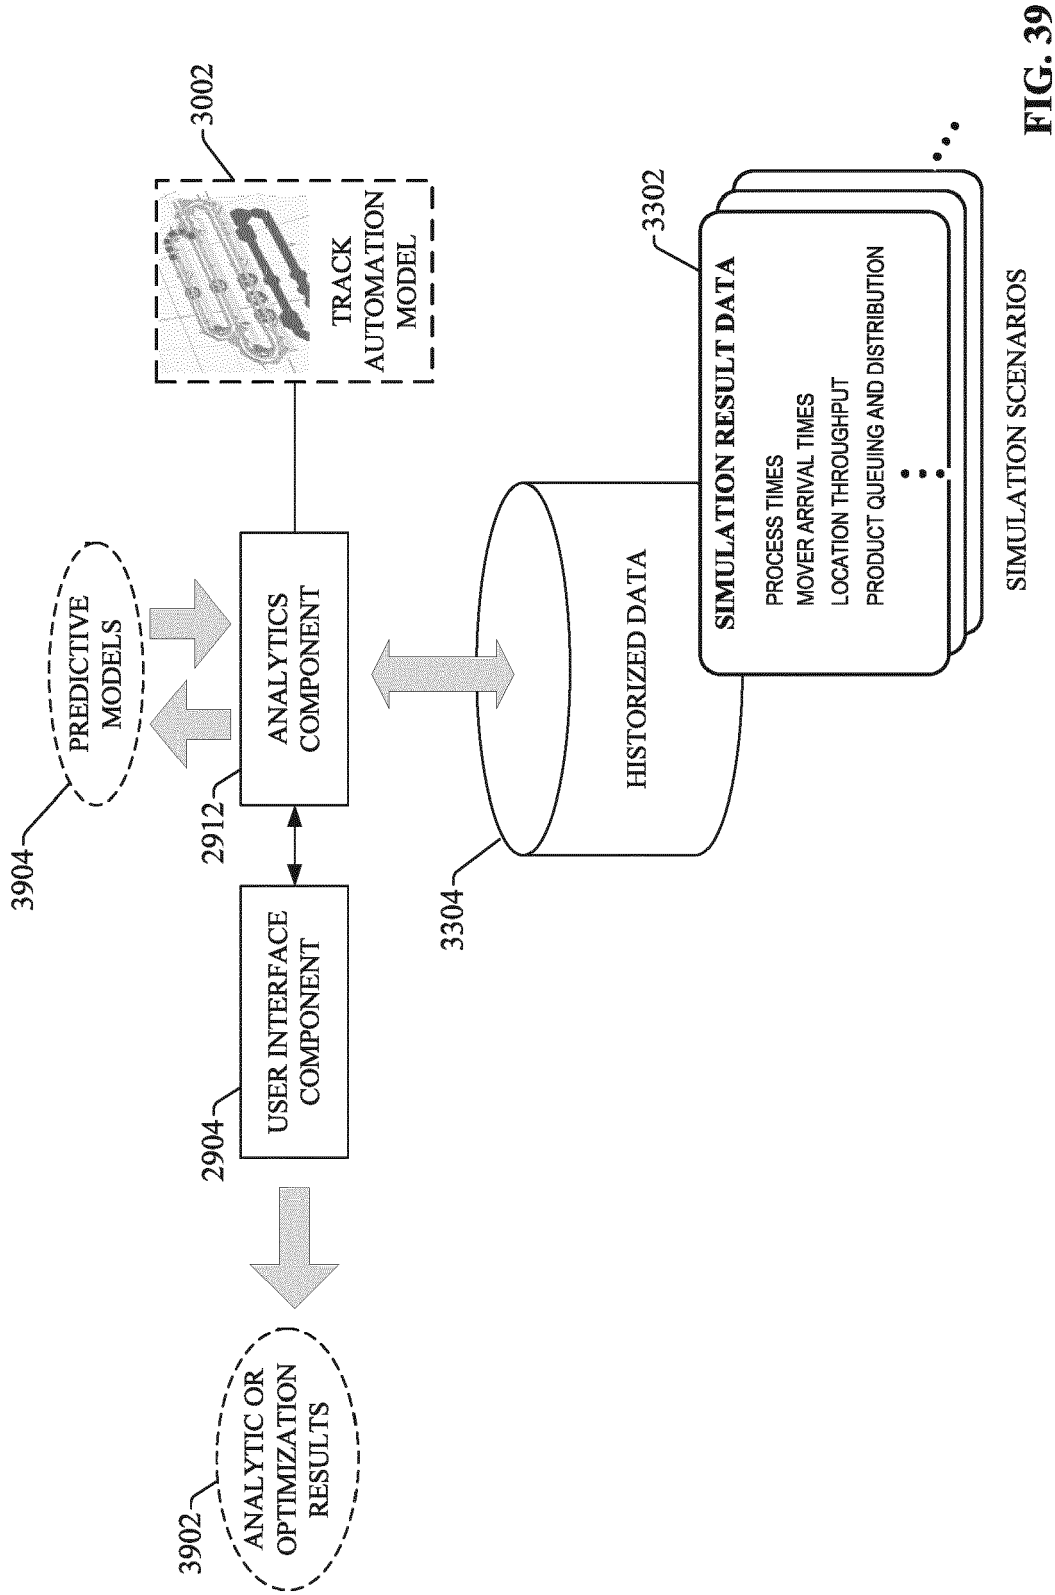 3904
PREDICTIVE
MODELS
3902
ANALYTIC OR
OPTIMIZATION
RESULTS
2904
USER INTERFACE
COMPONENT
2912
ANALYTICS
COMPONENT
3002
TRACK
AUTOMATION
MODEL
3304
HISTORIZED DATA
3302
SIMULATION RESULT DATA
PROCESS TIMES
MOVER ARRIVAL TIMES
LOCATION THROUGHPUT
PRODUCT QUEUING AND DISTRIBUTION
SIMULATION SCENARIOS
FIG. 39